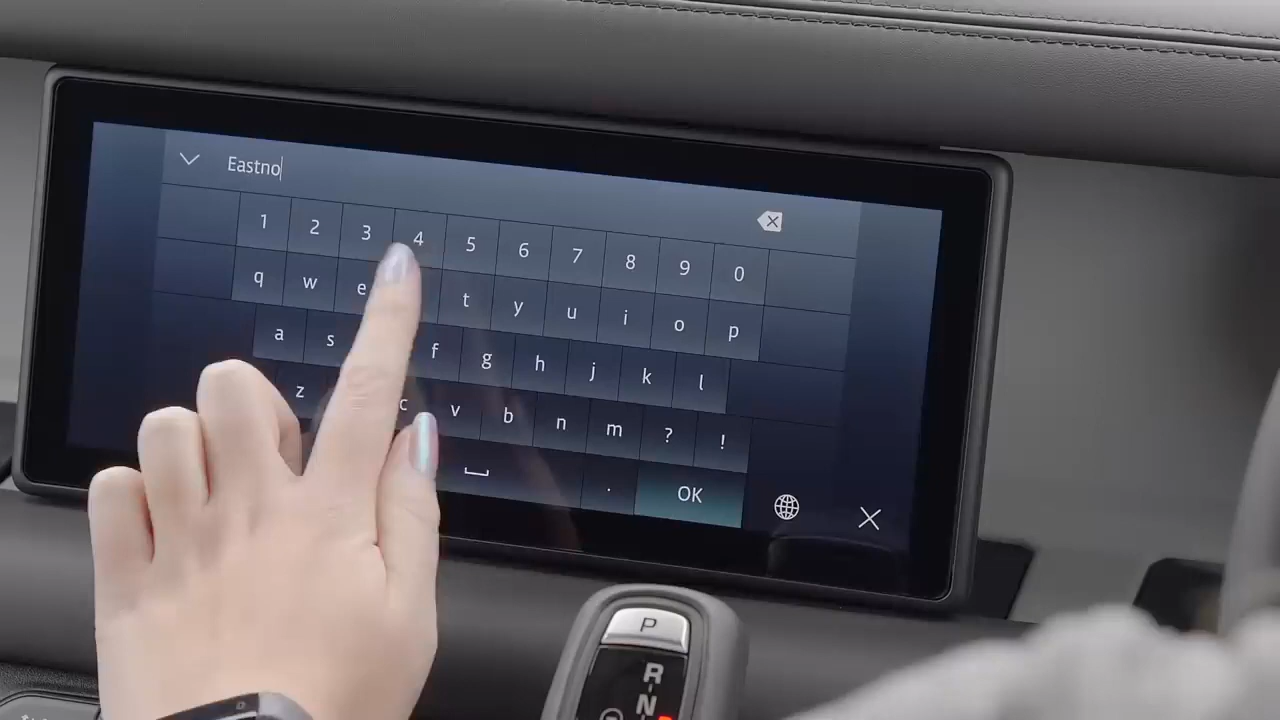 Eastno
1 2 3 4 5 6 7 8 9 0
q w e t y u i o p
a s f g h j k l
z c v b n m ? !
. OK
P
R
N